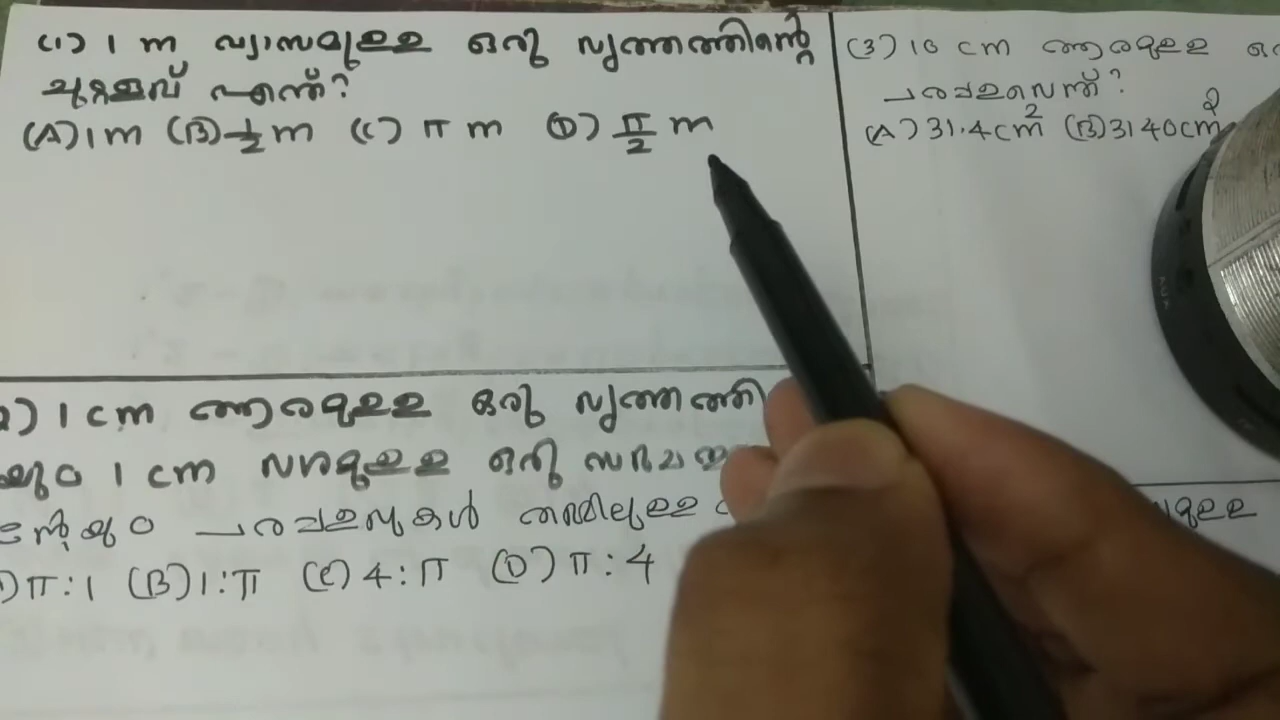 (1) 1 m വ്യാസമുള്ള ഒരു വൃത്തത്തിന്റെ
ചുറ്റളവ് എന്ത്?
(A) 1 m (B) 1/2 m (C) π m (D) π/2 m
1 cm ആരമുള്ള ഒരു വൃത്തത്തി
യും 1 cm വശമുള്ള ഒരു സമച
ന്റേയും പരപ്പളവുകൾ തമ്മിലുള്ള
) π : 1 (B) 1 : π (C) 4 : π (D) π : 4
(3) 10 cm ആരമുള്ള ഒ
പരപ്പളവെന്ത്?
(A) 31.4 cm² (B) 3140 cm²
മുള്ള